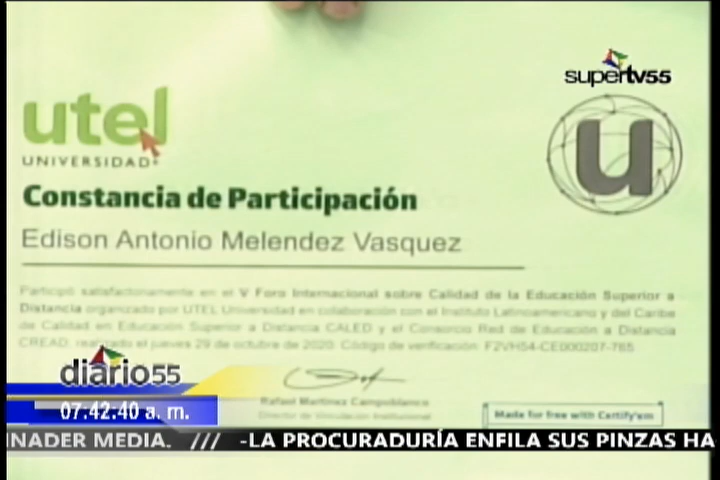 supertv55
utel
UNIVERSIDAD
u
Constancia de Participación
Edison Antonio Melendez Vasquez
Participó satisfactoriamente en el V Foro Internacional sobre Calidad de la Educación Superior a
Distancia organizado por UTEL Universidad en colaboración con el Instituto Latinoamericano y del Caribe
de Calidad en Educación Superior a Distancia CALED y el Consorcio Red de Educación a Distancia
CREAD, realizado el jueves 29 de octubre de 2020. Código de verificación: F2VH54-CE000207-765
Rafael Martínez Campoblanco
Director de Vinculación Institucional
Made for free with Certify'em
diario55
07.42.40 a. m.
INADER MEDIA. /// -LA PROCURADURÍA ENFILA SUS PINZAS HA